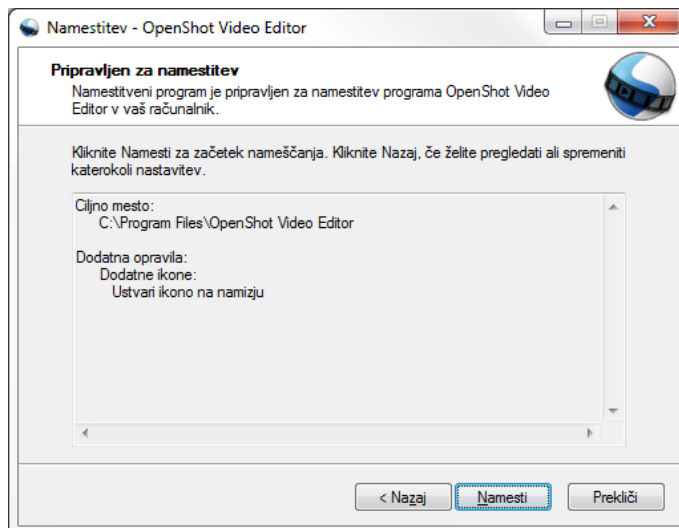 Namestitev - OpenShot Video Editor
Pripravljen za namestitev
Namestitveni program je pripravljen za namestitev programa OpenShot Video
Editor v vaš računalnik.
Kliknite Namesti za začetek nameščanja. Kliknite Nazaj, če želite pregledati ali spremeniti
katerokoli nastavitev.
Ciljno mesto:
C:\Program Files\OpenShot Video Editor
Dodatna opravila:
Dodatne ikone:
Ustvari ikono na namizju
< Nazaj
Namesti
Prekliči